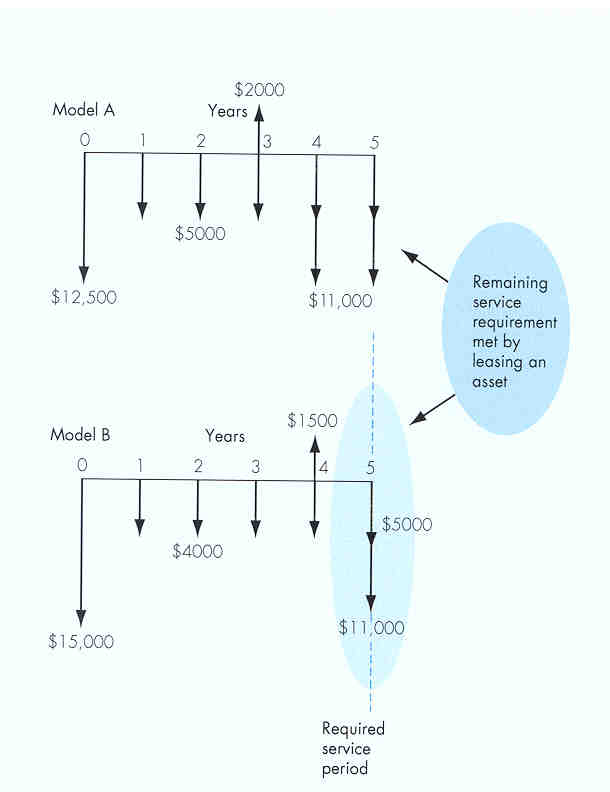 $2000
Model A Years
0 1 2 3 4 5
$5000
$12,500 $11,000
Remaining
service
requirement
met by
leasing an
asset
$1500
Model B Years
0 1 2 3 4 5
$5000
$4000
$15,000 $11,000
Required
service
period